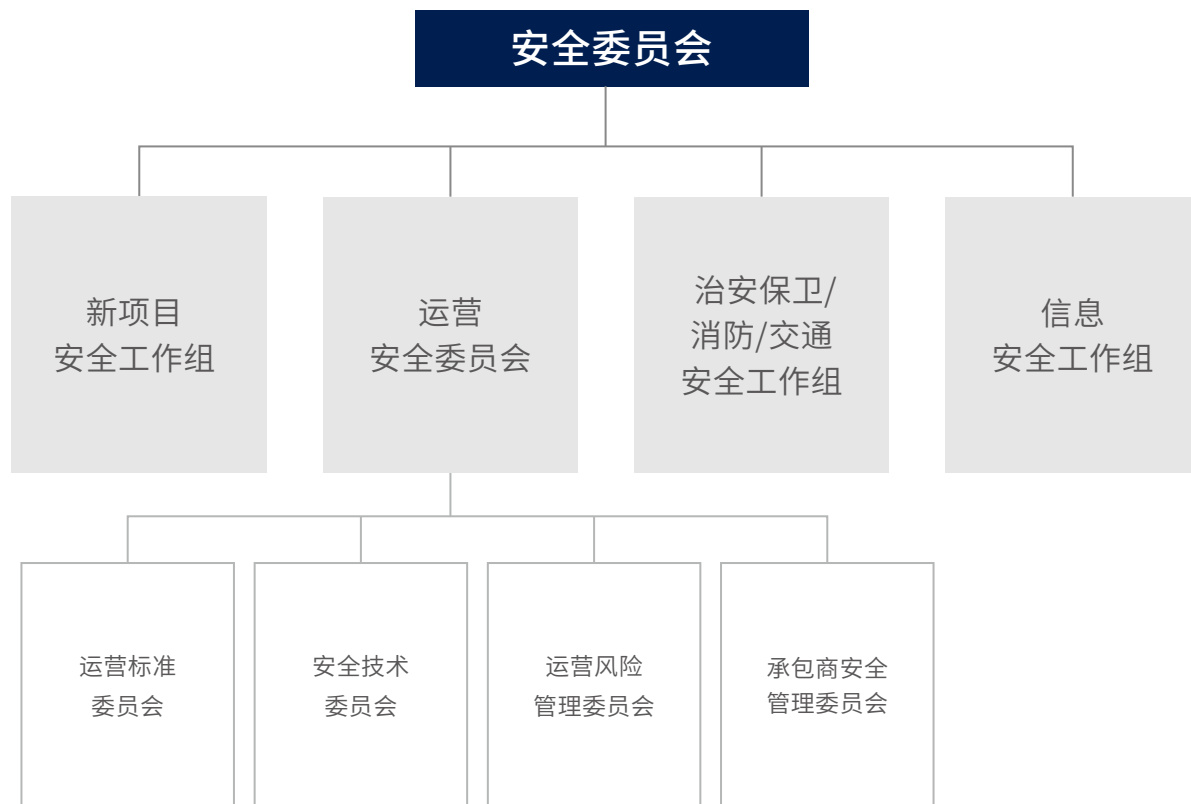 安全委员会
新项目
安全工作组
运营
安全委员会
治安保卫/
消防/交通
安全工作组
信息
安全工作组
运营标准
委员会
安全技术
委员会
运营风险
管理委员会
承包商安全
管理委员会